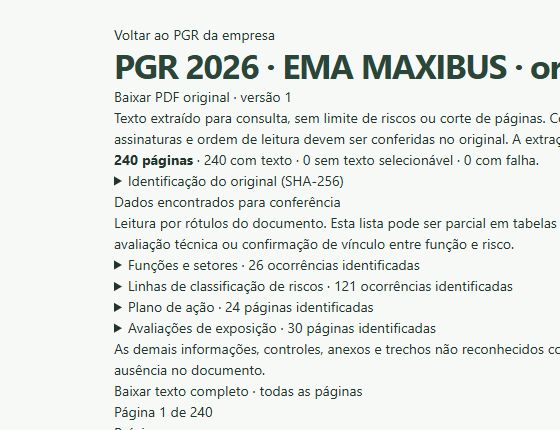 Voltar ao PGR da empresa
PGR 2026 · EMA MAXIBUS · or
Baixar PDF original · versão 1
Texto extraído para consulta, sem limite de riscos ou corte de páginas. Co
assinaturas e ordem de leitura devem ser conferidas no original. A extraç
240 páginas · 240 com texto · 0 sem texto selecionável · 0 com falha.
Identificação do original (SHA-256)
Dados encontrados para conferência
Leitura por rótulos do documento. Esta lista pode ser parcial em tabelas
avaliação técnica ou confirmação de vínculo entre função e risco.
Funções e setores · 26 ocorrências identificadas
Linhas de classificação de riscos · 121 ocorrências identificadas
Plano de ação · 24 páginas identificadas
Avaliações de exposição · 30 páginas identificadas
As demais informações, controles, anexos e trechos não reconhecidos co
ausência no documento.
Baixar texto completo · todas as páginas
Página 1 de 240